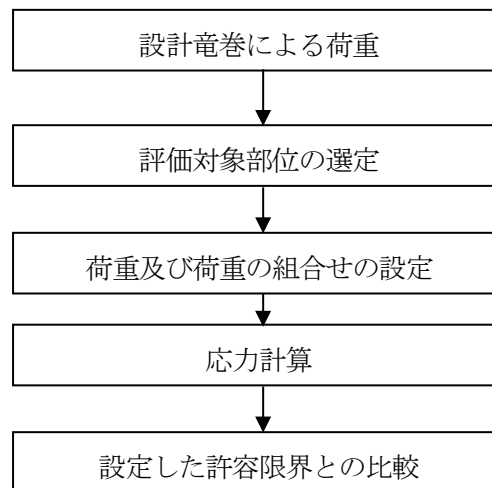 設計竜巻による荷重
評価対象部位の選定
荷重及び荷重の組合せの設定
応力計算
設定した許容限界との比較